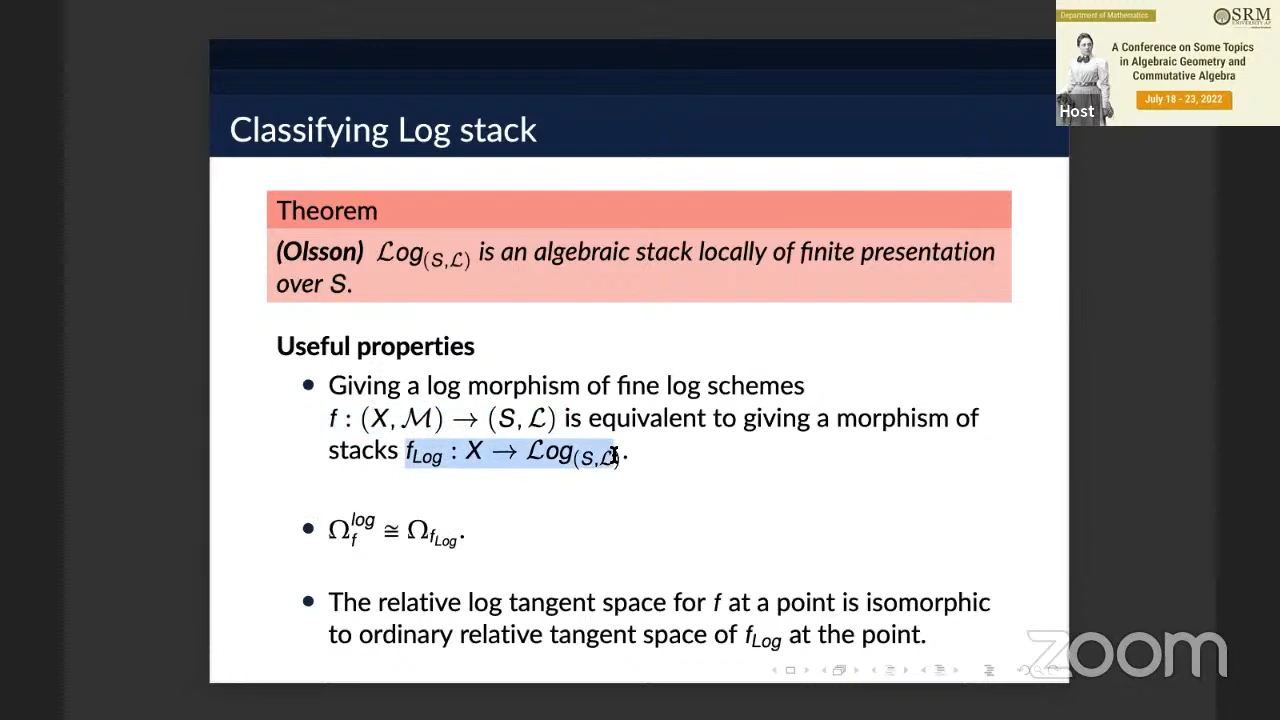 Department of Mathematics
SRM
UNIVERSITY AP
A Conference on Some Topics
in Algebraic Geometry and
Commutative Algebra
July 18 - 23, 2022
Host
Classifying Log stack
Theorem
(Olsson) ℒog_(S,ℒ) is an algebraic stack locally of finite presentation
over S.
Useful properties
• Giving a log morphism of fine log schemes
f : (X, ℳ) → (S, ℒ) is equivalent to giving a morphism of
stacks f_Log : X → ℒog_(S,ℒ).
• Ω_f^log ≅ Ω_f_Log.
• The relative log tangent space for f at a point is isomorphic
to ordinary relative tangent space of f_Log at the point.
zoom